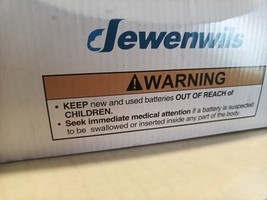 Dewenwils
WARNING
• KEEP new and used batteries OUT OF REACH of
CHILDREN.
• Seek immediate medical attention if a battery is suspected
to be swallowed or inserted inside any part of the body.